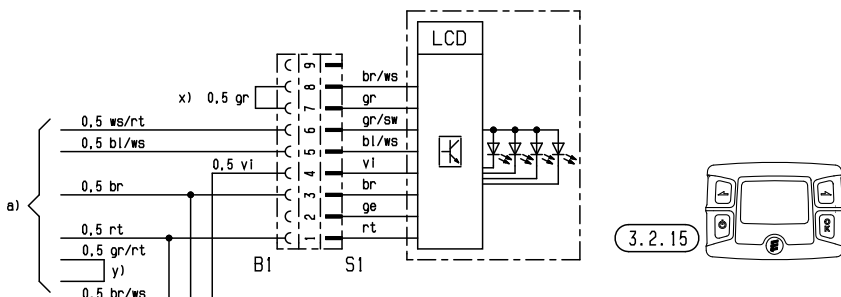 LCD
9
x) 0,5 gr
8
br/ws
7
gr
0,5 ws/rt
6
gr/sw
0,5 bl/ws
5
bl/ws
0,5 vi
4
vi
0,5 br
3
br
a)
2
ge
0,5 rt
1
rt
3.2.15
OK
0,5 gr/rt
B1
S1
y)
0,5 br/ws